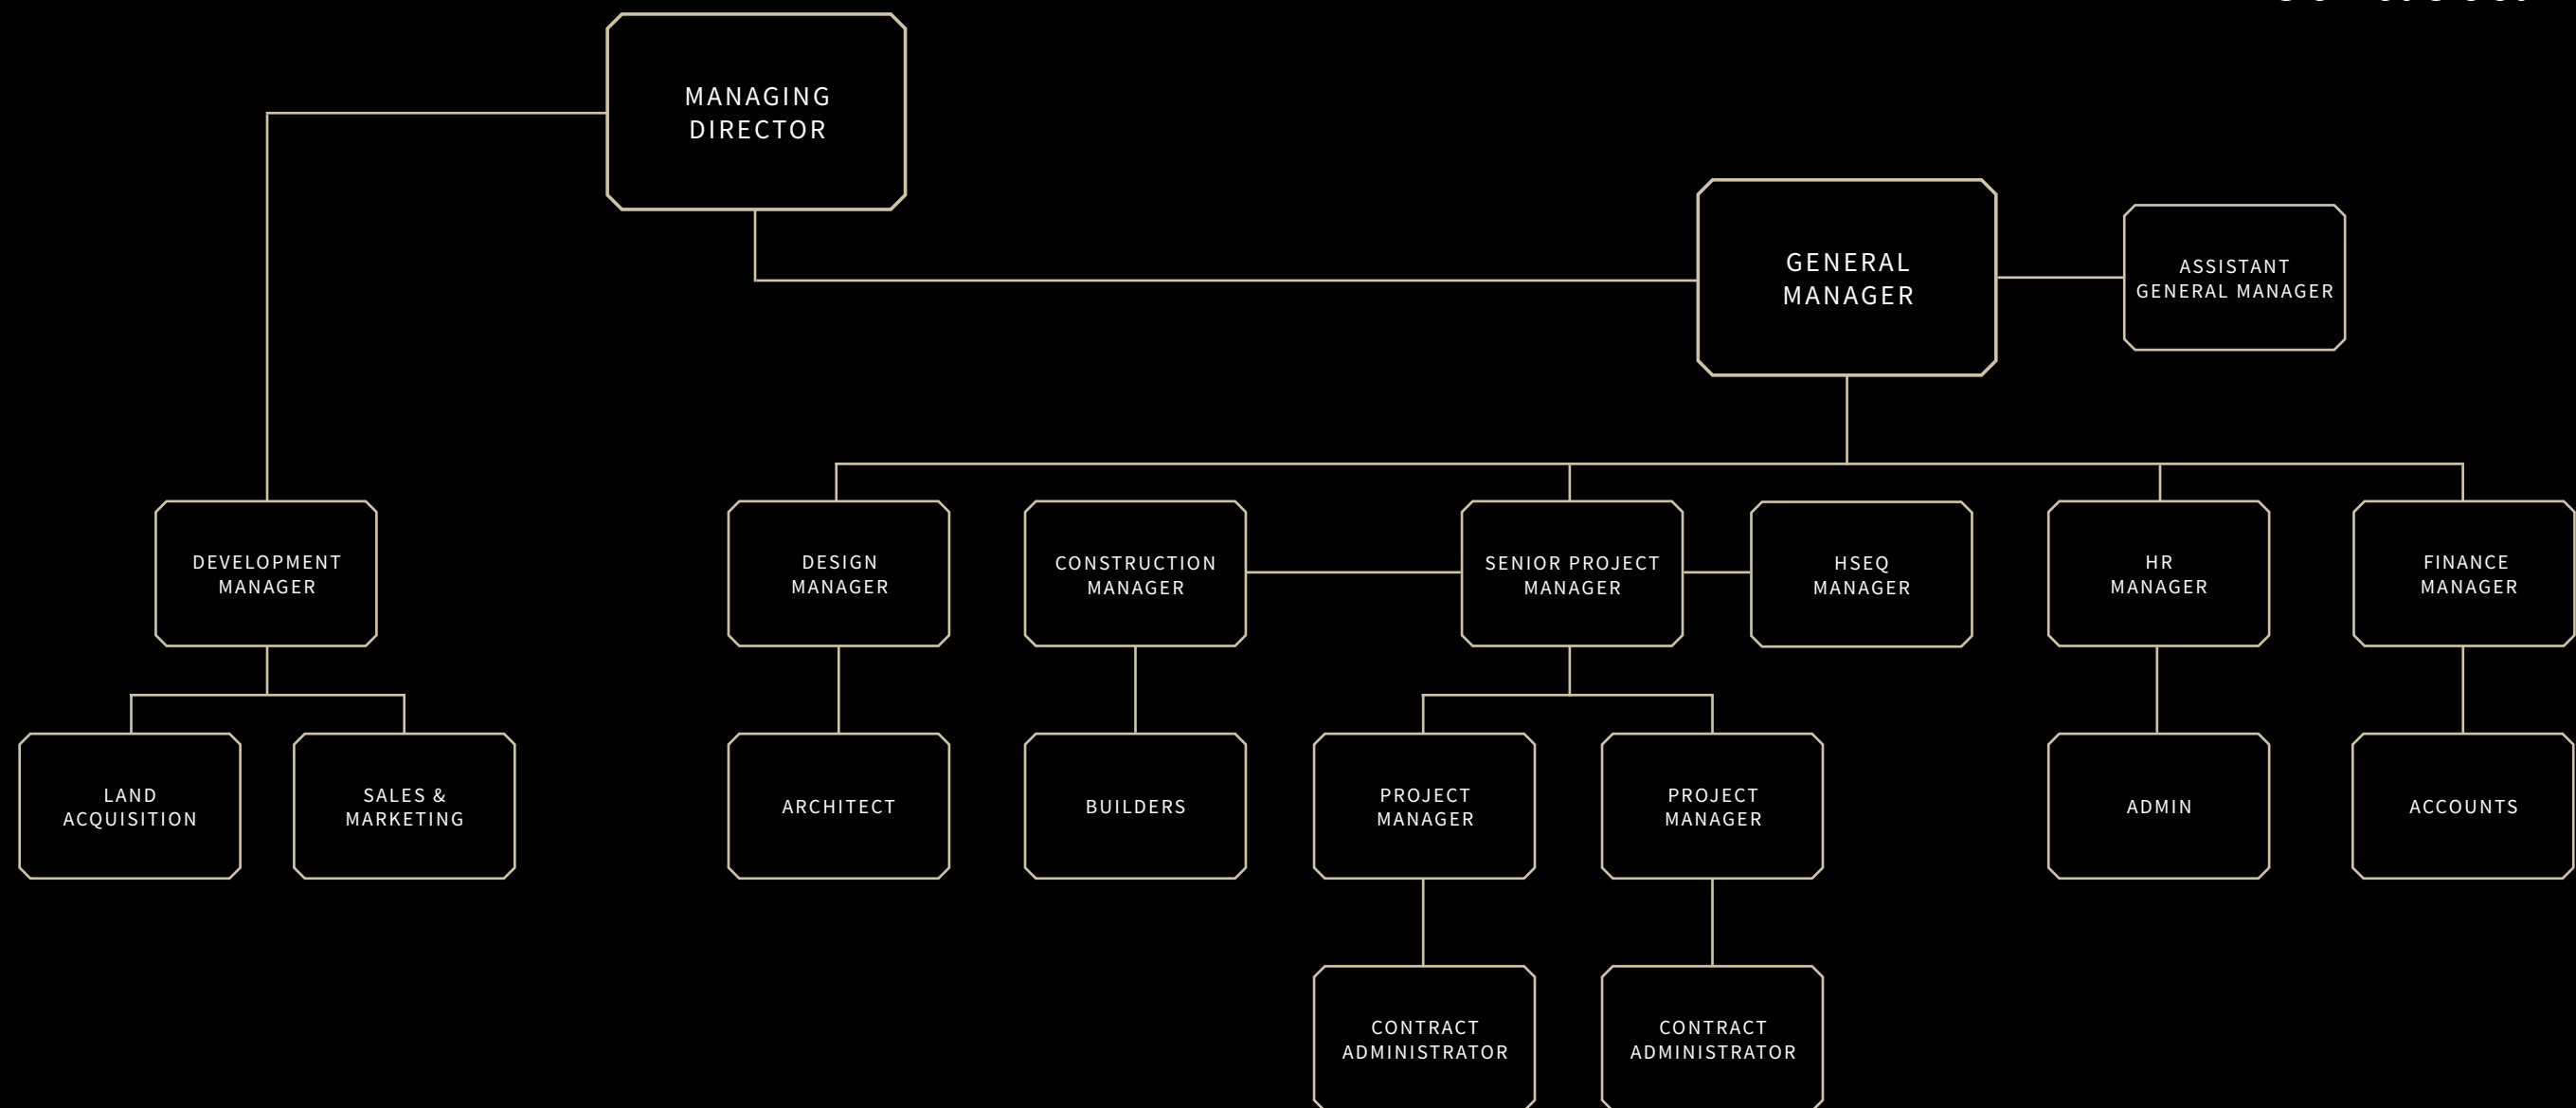 MANAGING
DIRECTOR
GENERAL
MANAGER
ASSISTANT
GENERAL MANAGER
DEVELOPMENT
MANAGER
DESIGN
MANAGER
CONSTRUCTION
MANAGER
SENIOR PROJECT
MANAGER
HSEQ
MANAGER
HR
MANAGER
FINANCE
MANAGER
LAND
ACQUISITION
SALES &
MARKETING
ARCHITECT
BUILDERS
PROJECT
MANAGER
PROJECT
MANAGER
ADMIN
ACCOUNTS
CONTRACT
ADMINISTRATOR
CONTRACT
ADMINISTRATOR